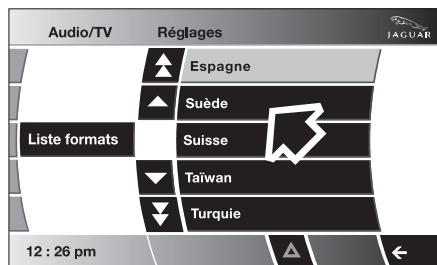 Audio/TV Réglages
JAGUAR
Espagne
Suède
Liste formats
Suisse
Taïwan
Turquie
12 : 26 pm